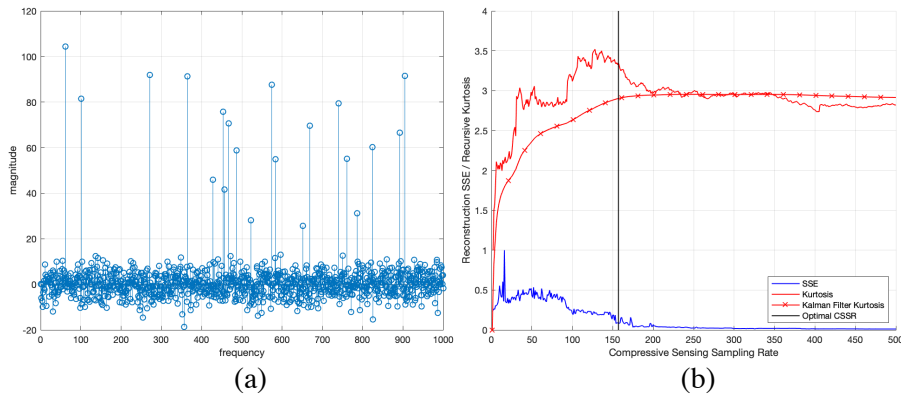 120
100
80
60
40
20
0
-20
0 100 200 300 400 500 600 700 800 900 1000
magnitude
frequency
(a)
4
3.5
3
2.5
2
1.5
1
0.5
0
0 50 100 150 200 250 300 350 400 450 500
Reconstruction SSE / Recursive Kurtosis
Compressive Sensing Sampling Rate
SSE
Kurtosis
Kalman Filter Kurtosis
Optimal CSSR
(b)